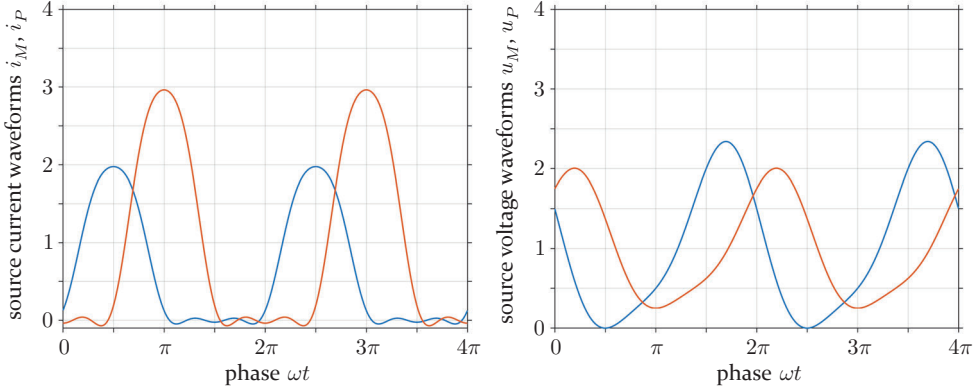 source current waveforms i_M, i_P
4
3
2
1
0
0 π 2π 3π 4π
phase ωt
source voltage waveforms u_M, u_P
4
3
2
1
0
0 π 2π 3π 4π
phase ωt